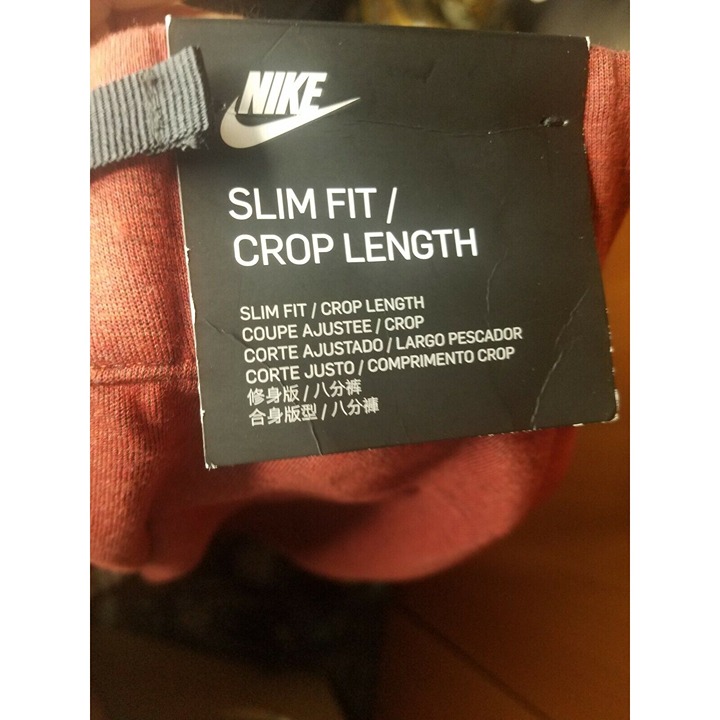 NIKE
SLIM FIT /
CROP LENGTH
SLIM FIT / CROP LENGTH
COUPE AJUSTEE / CROP
CORTE AJUSTADO / LARGO PESCADOR
CORTE JUSTO / COMPRIMENTO CROP
修身版 / 八分裤
合身版型 / 八分褲